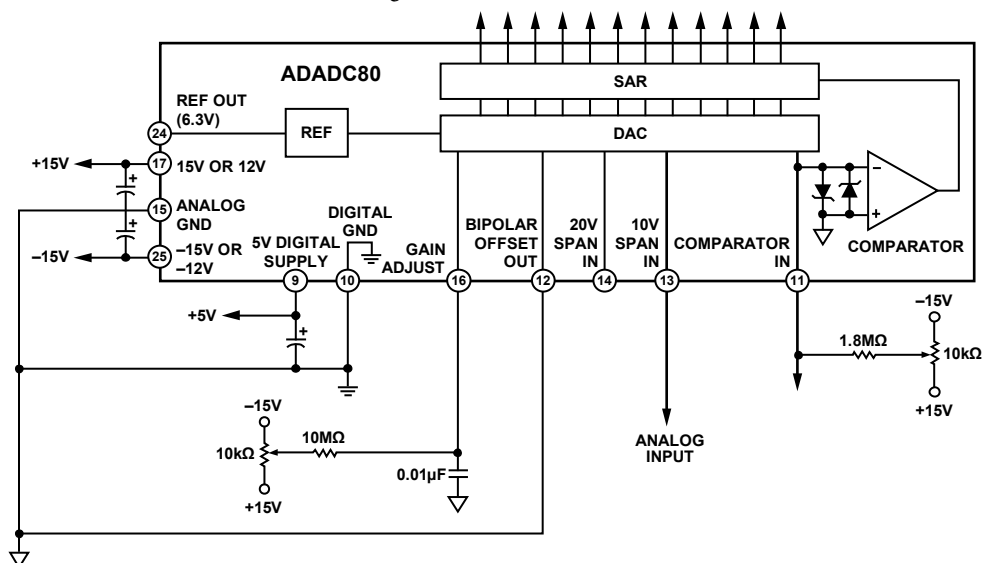 ADADC80
SAR
DAC
REF
REF OUT
(6.3V)
24
+15V
17
15V OR 12V
15
ANALOG
GND
–15V
25
–15V OR
–12V
5V DIGITAL
SUPPLY
DIGITAL
GND
GAIN
ADJUST
BIPOLAR
OFFSET
OUT
20V
SPAN
IN
10V
SPAN
IN
COMPARATOR
IN
–
+
COMPARATOR
9
10
16
12
14
13
11
+5V
+
+
+
–15V
1.8MΩ
10kΩ
+15V
–15V
10kΩ
10MΩ
+15V
0.01µF
ANALOG
INPUT